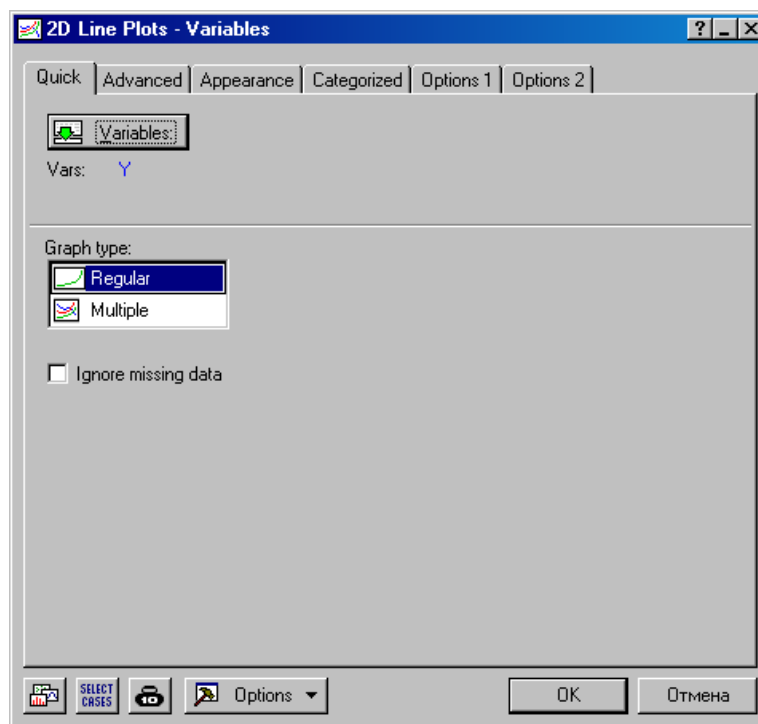 2D Line Plots - Variables
Quick Advanced Appearance Categorized Options 1 Options 2
Variables:
Vars: Y
Graph type:
Regular
Multiple
Ignore missing data
SELECT CASES Options OK Отмена